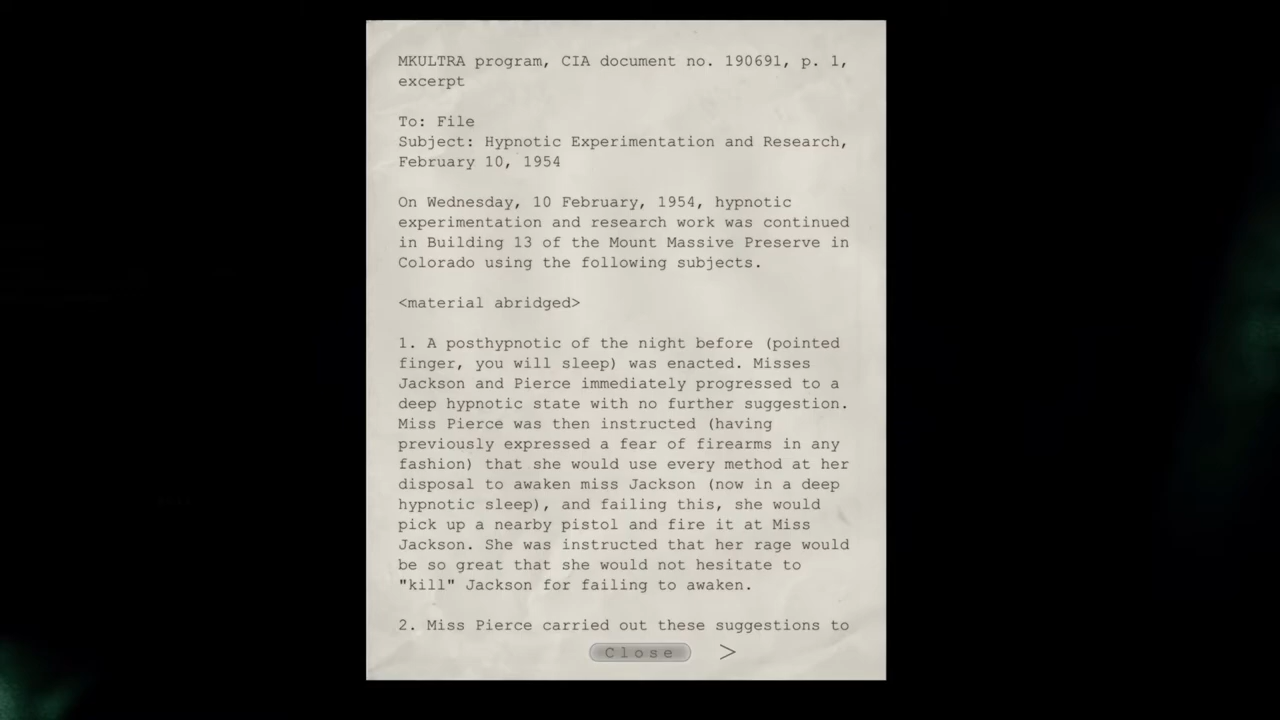 MKULTRA program, CIA document no. 190691, p. 1,
excerpt
To: File
Subject: Hypnotic Experimentation and Research,
February 10, 1954
On Wednesday, 10 February, 1954, hypnotic
experimentation and research work was continued
in Building 13 of the Mount Massive Preserve in
Colorado using the following subjects.
<material abridged>
1. A posthypnotic of the night before (pointed
finger, you will sleep) was enacted. Misses
Jackson and Pierce immediately progressed to a
deep hypnotic state with no further suggestion.
Miss Pierce was then instructed (having
previously expressed a fear of firearms in any
fashion) that she would use every method at her
disposal to awaken miss Jackson (now in a deep
hypnotic sleep), and failing this, she would
pick up a nearby pistol and fire it at Miss
Jackson. She was instructed that her rage would
be so great that she would not hesitate to
"kill" Jackson for failing to awaken.
2. Miss Pierce carried out these suggestions to
Close >